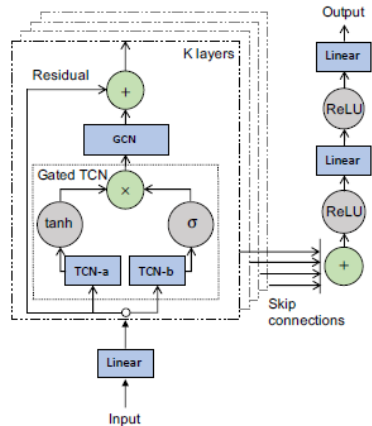 Output
K layers
Linear
Residual
+
ReLU
GCN
Linear
Gated TCN
×
tanh
σ
ReLU
TCN-a
TCN-b
+
Skip
connections
Linear
Input